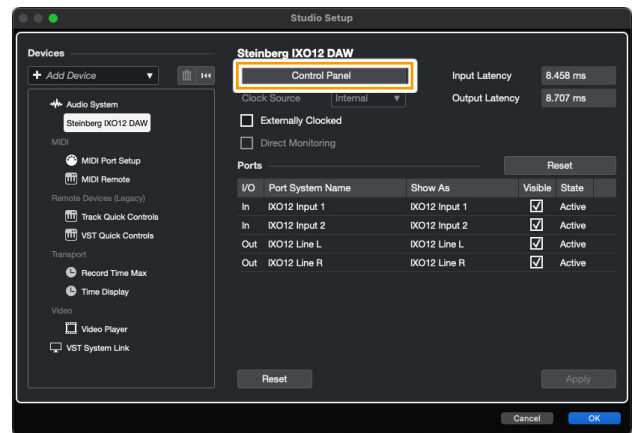 Studio Setup
Devices
+ Add Device
Audio System
Steinberg IXO12 DAW
MIDI
MIDI Port Setup
MIDI Remote
Remote Devices (Legacy)
Track Quick Controls
VST Quick Controls
Transport
Record Time Max
Time Display
Video
Video Player
VST System Link
Steinberg IXO12 DAW
Control Panel
Input Latency 8.458 ms
Clock Source Internal
Output Latency 8.707 ms
Externally Clocked
Direct Monitoring
Ports
Reset
I/O Port System Name Show As Visible State
In IXO12 Input 1 IXO12 Input 1 Active
In IXO12 Input 2 IXO12 Input 2 Active
Out IXO12 Line L IXO12 Line L Active
Out IXO12 Line R IXO12 Line R Active
Reset
Apply
Cancel
OK